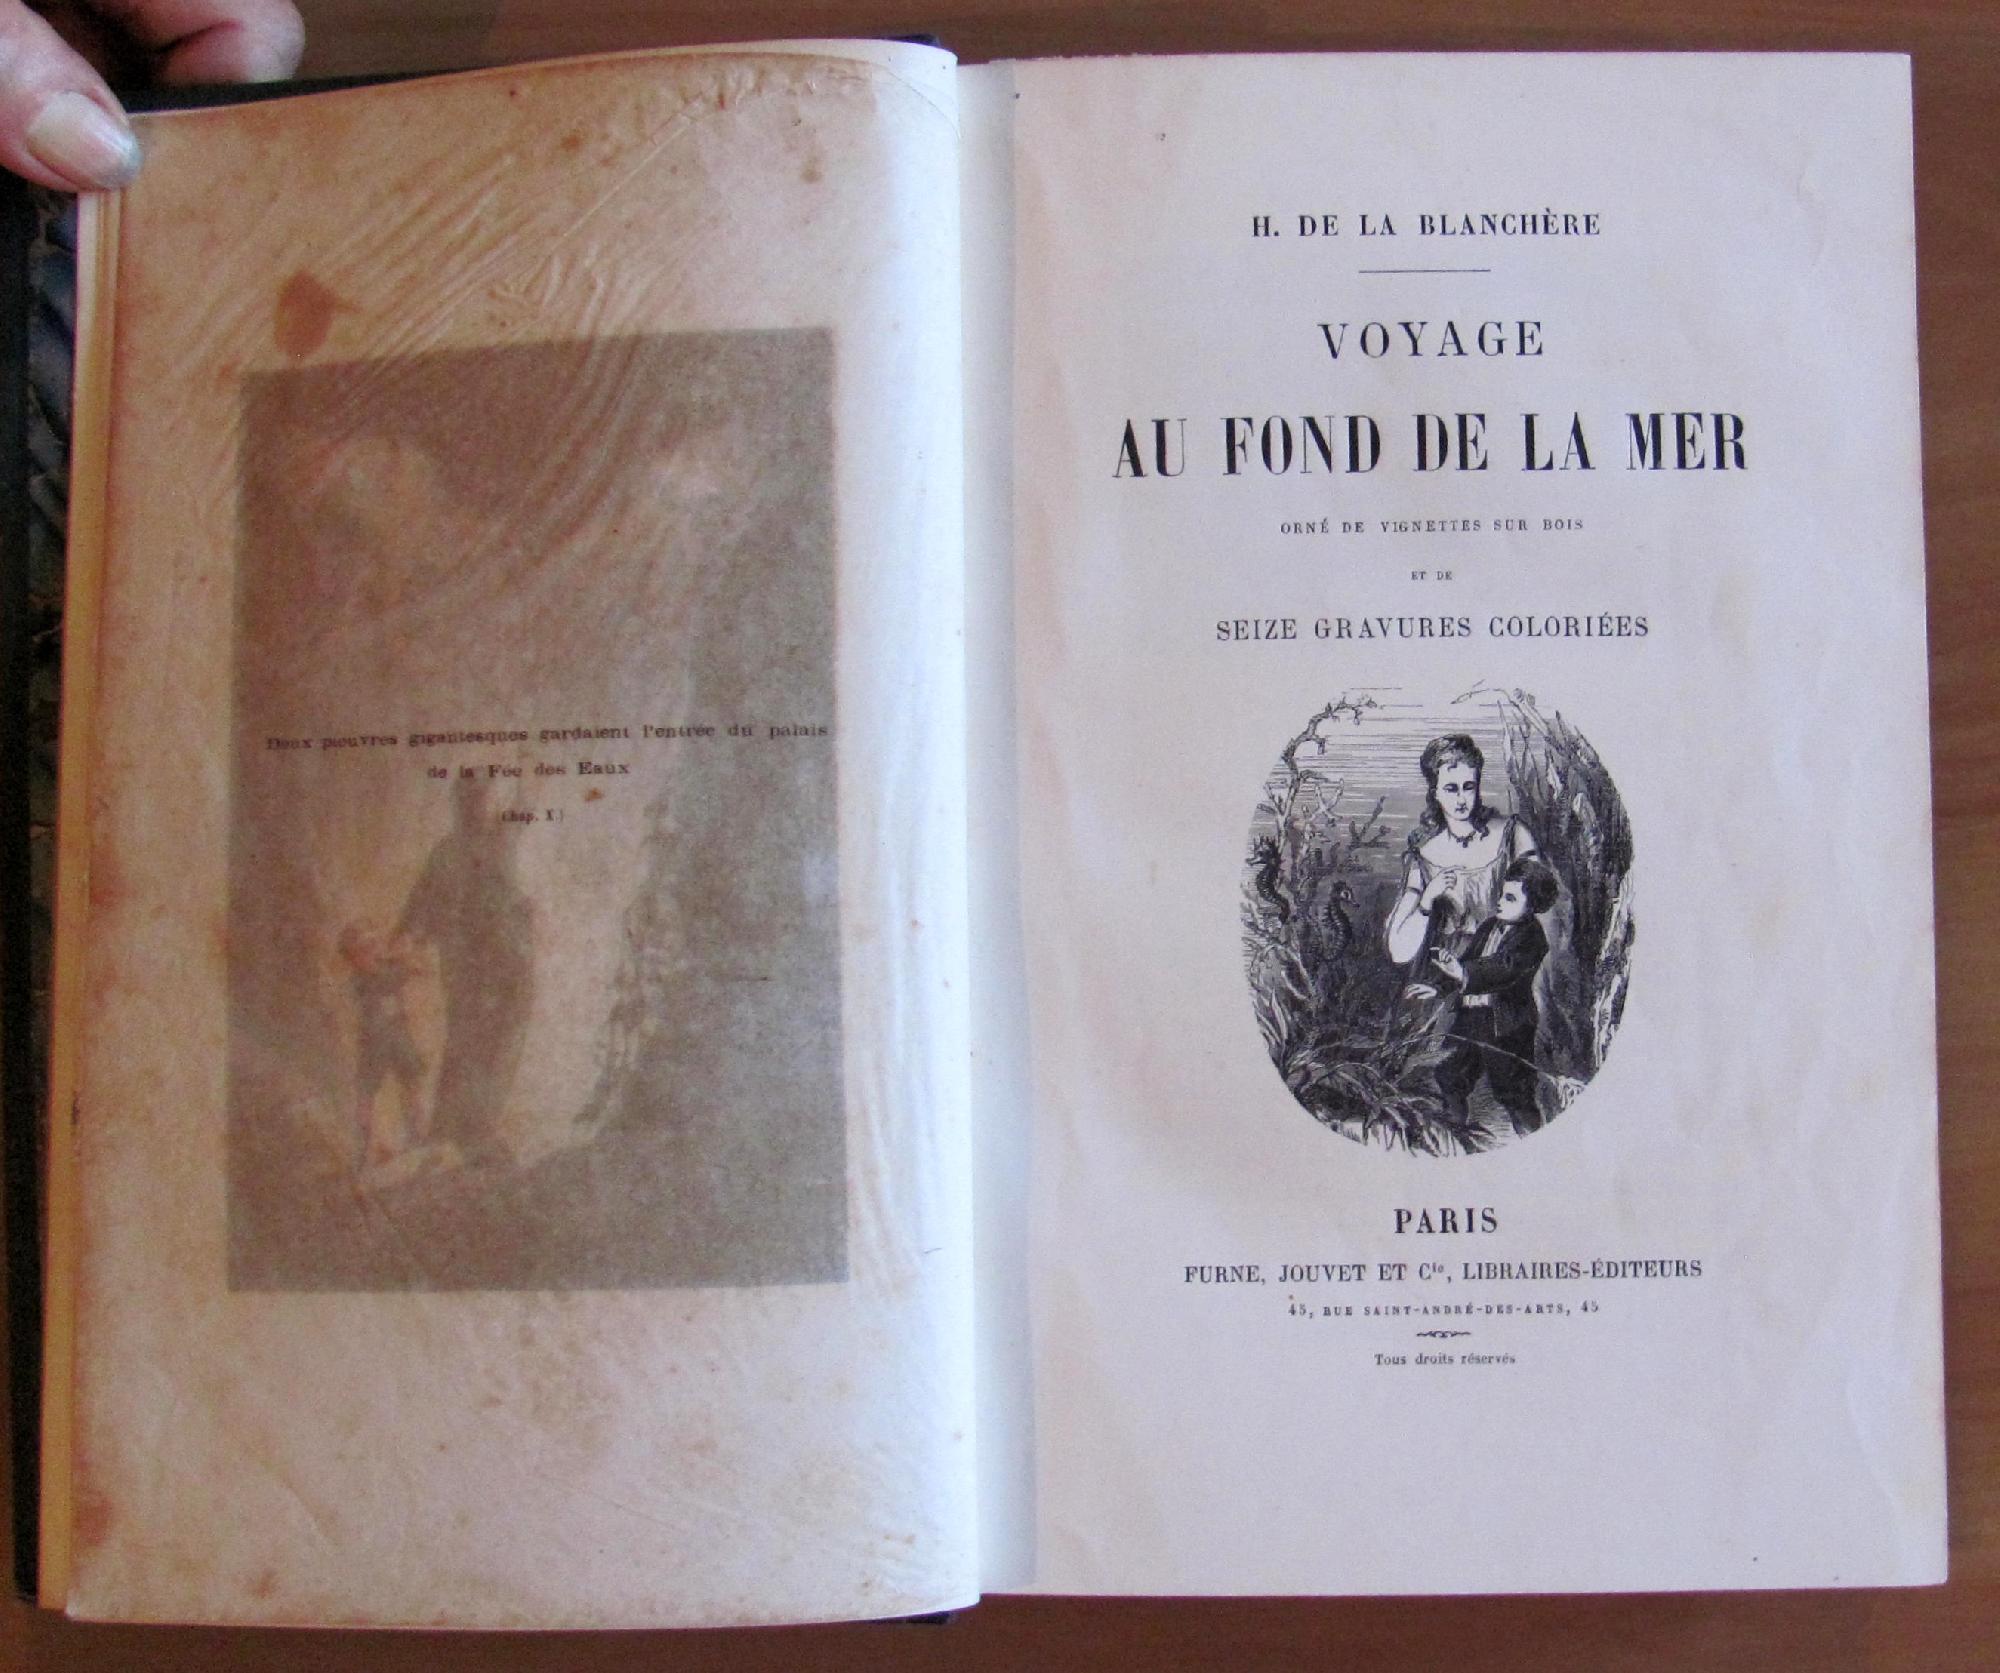 Deux pieuvres gigantesques gardaient l'entrée du palais
de la Fée des Eaux
(Chap. X.)
H. DE LA BLANCHÈRE
VOYAGE
AU FOND DE LA MER
ORNÉ DE VIGNETTES SUR BOIS
ET DE
SEIZE GRAVURES COLORIÉES
PARIS
FURNE, JOUVET ET Cie, LIBRAIRES-ÉDITEURS
45, RUE SAINT-ANDRÉ-DES-ARTS, 45
Tous droits réservés